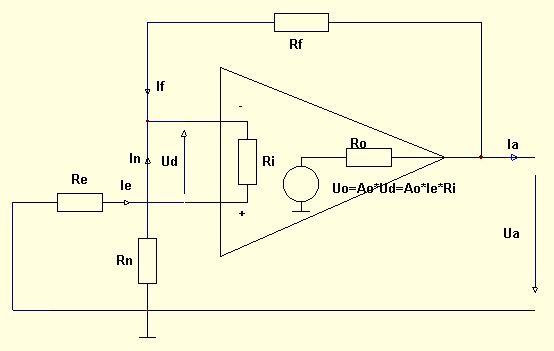 Rf
If
-
In
Ud
Ri
Ro
Ia
Re
Ie
Uo=Ao*Ud=Ao*Ie*Ri
+
Ua
Rn